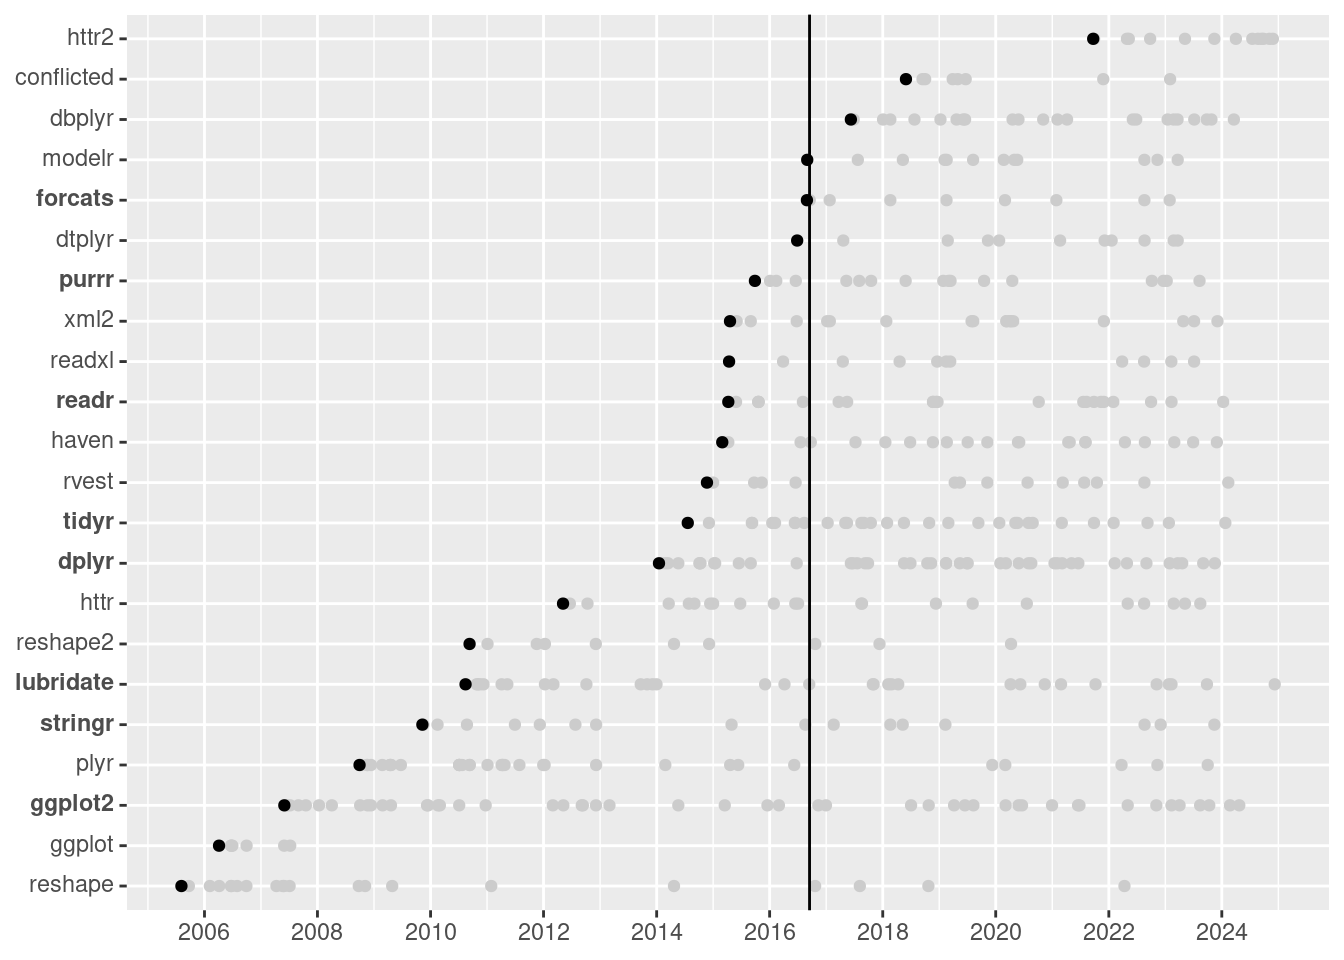 httr2
conflicted
dbplyr
modelr
forcats
dtplyr
purrr
xml2
readxl
readr
haven
rvest
tidyr
dplyr
httr
reshape2
lubridate
stringr
plyr
ggplot2
ggplot
reshape
2006 2008 2010 2012 2014 2016 2018 2020 2022 2024